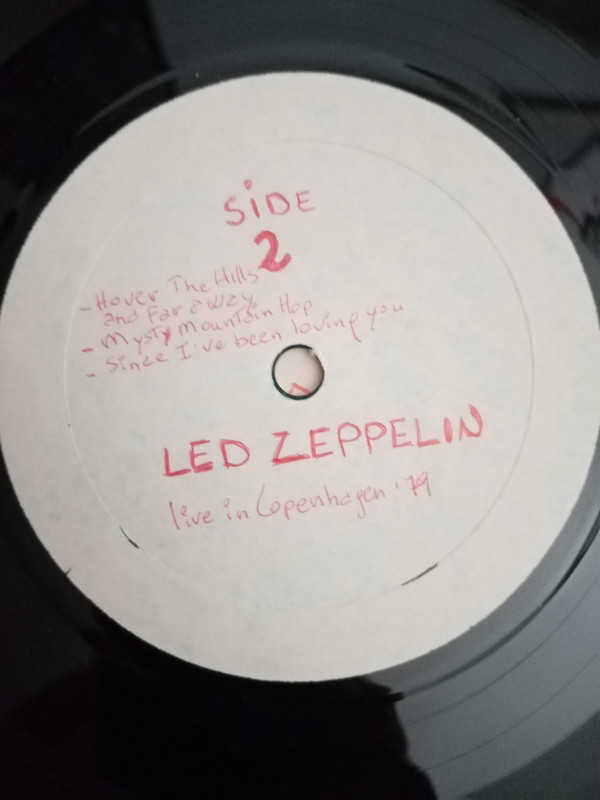 SiDE
2
- Hover The Hills
and Far away
- Mysty Mountain Hop
- Since I've been loving you
LED ZEPPELIN
live in Copenhagen '79